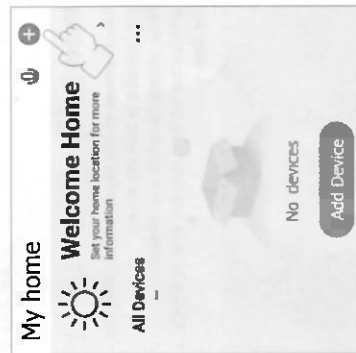 My home
Welcome Home
Set your home location for more
information
All Devices
No devices
Add Device